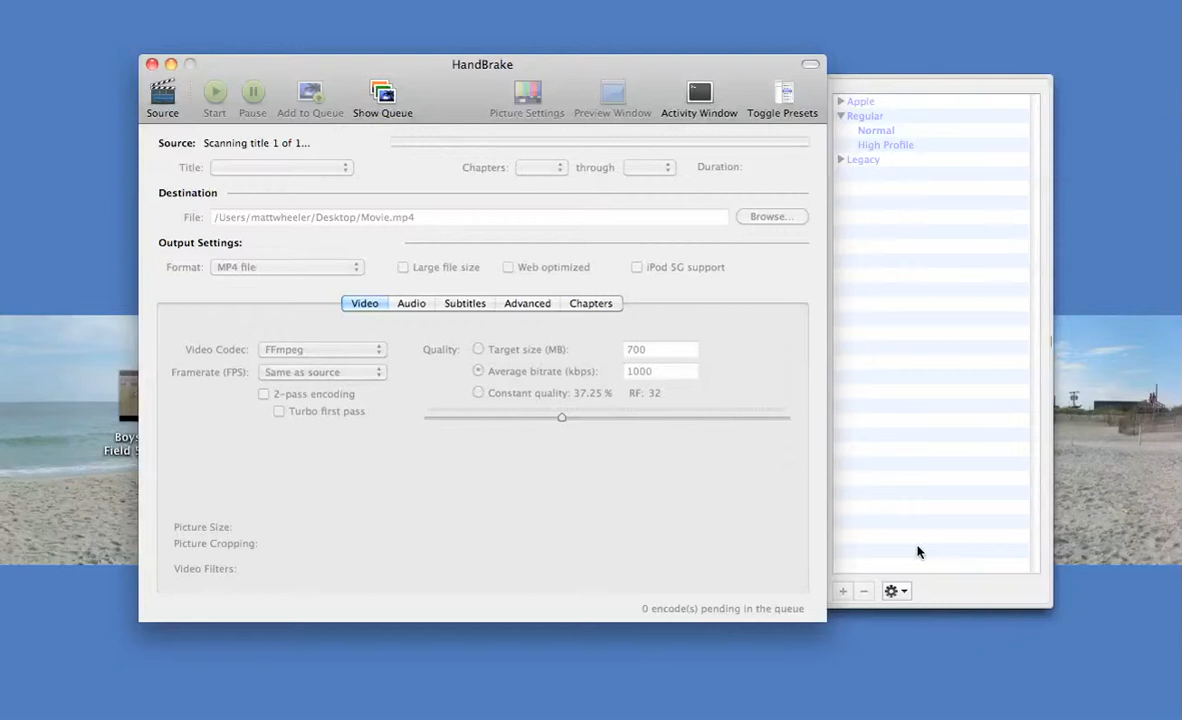 HandBrake
Source Start Pause Add to Queue Show Queue Picture Settings Preview Window Activity Window Toggle Presets
Source: Scanning title 1 of 1...
Title: Chapters: through Duration:
Destination
File: /Users/mattwheeler/Desktop/Movie.mp4 Browse...
Output Settings:
Format: MP4 file Large file size Web optimized iPod 5G support
Video Audio Subtitles Advanced Chapters
Video Codec: FFmpeg Quality: Target size (MB): 700
Framerate (FPS): Same as source Average bitrate (kbps): 1000
2-pass encoding Constant quality: 37.25 % RF: 32
Turbo first pass
Picture Size:
Picture Cropping:
Video Filters:
0 encode(s) pending in the queue
Apple
Regular
Normal
High Profile
Legacy
Boys
Field